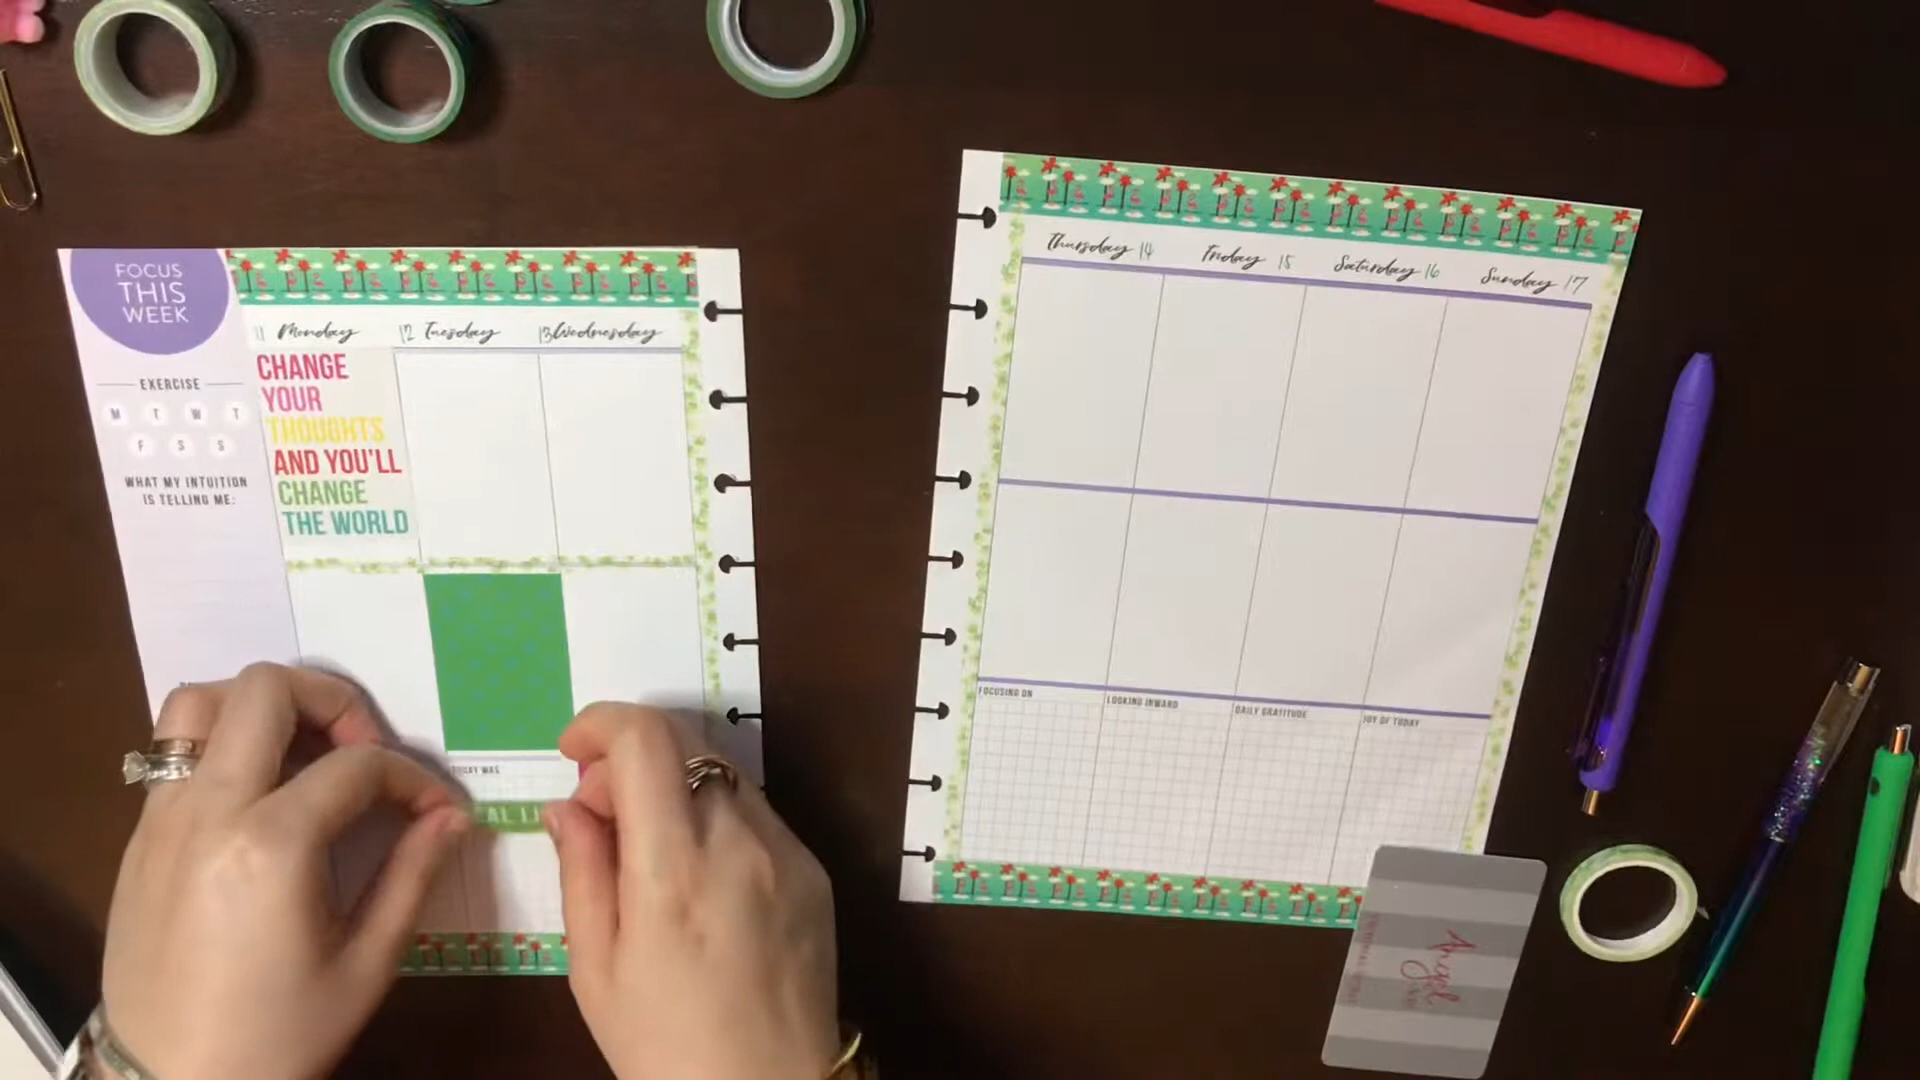 FOCUS
THIS
WEEK
11 Monday 12 Tuesday 13 Wednesday
EXERCISE
M T W T
F S S
WHAT MY INTUITION
IS TELLING ME:
CHANGE
YOUR
THOUGHTS
AND YOU'LL
CHANGE
THE WORLD
WAS
Thursday 14 Friday 15 Saturday 16 Sunday 17
FOCUSING ON LOOKING INWARD DAILY GRATITUDE JOY OF TODAY
Angel